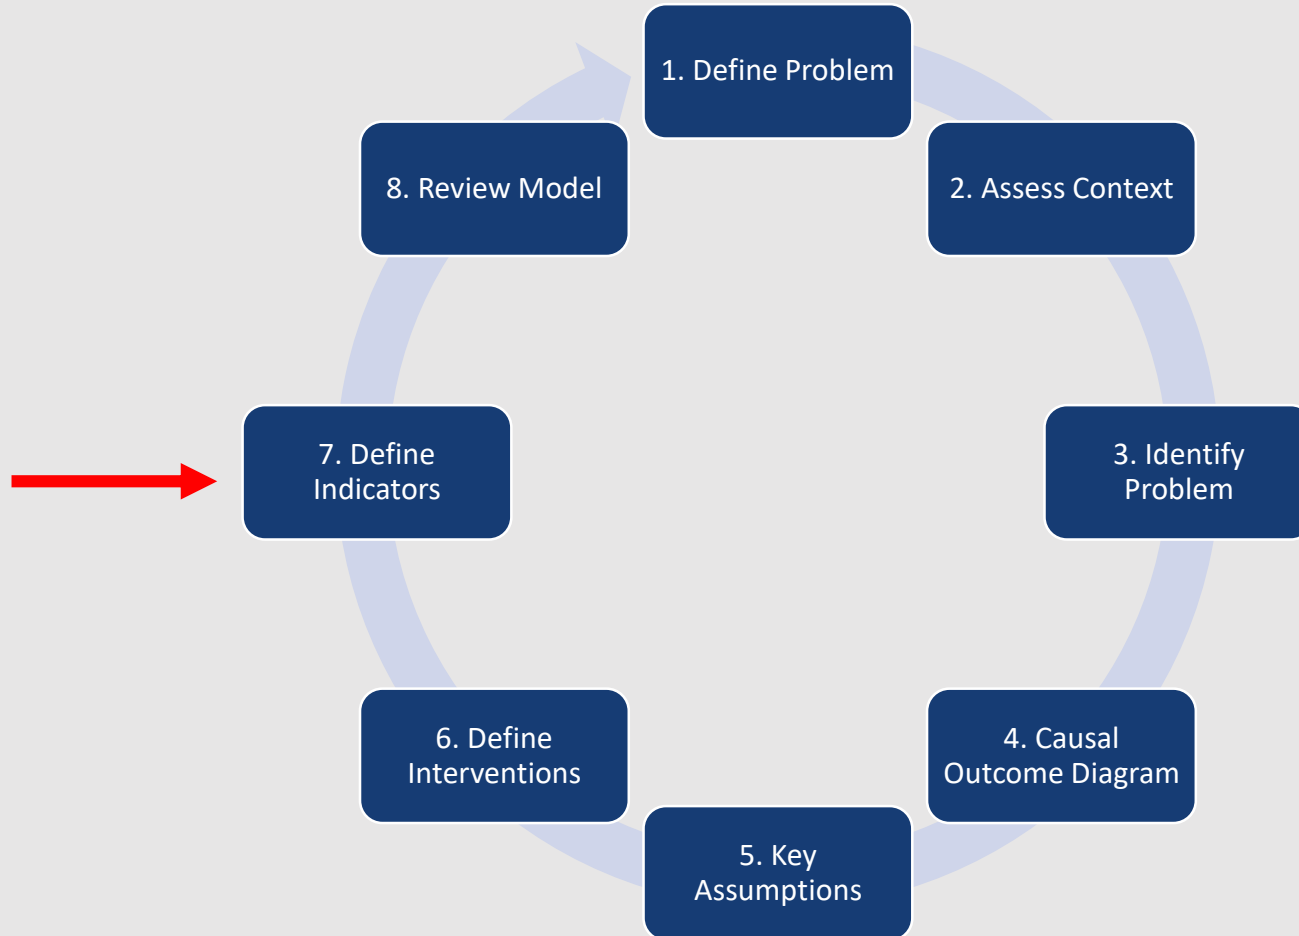 1. Define Problem
2. Assess Context
3. Identify
Problem
4. Causal
Outcome Diagram
5. Key
Assumptions
6. Define
Interventions
7. Define
Indicators
8. Review Model